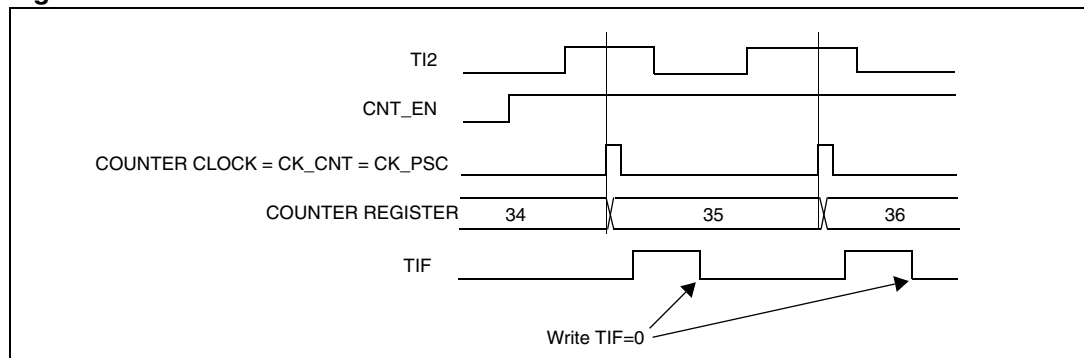 TI2
CNT_EN
COUNTER CLOCK = CK_CNT = CK_PSC
COUNTER REGISTER 34 35 36
TIF
Write TIF=0